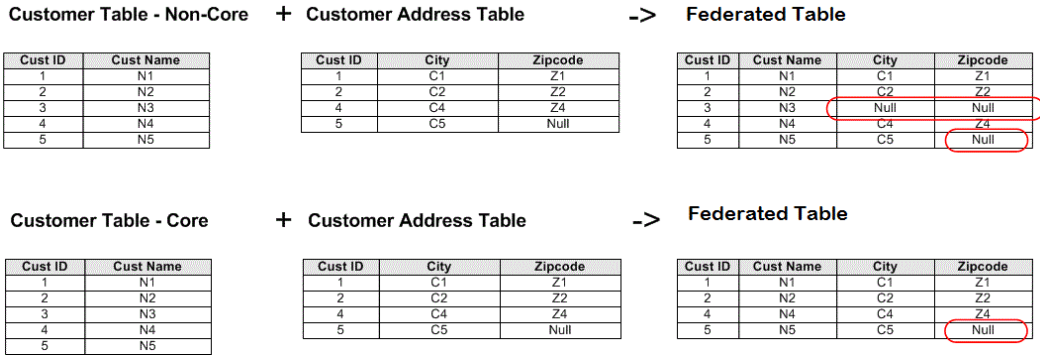 Customer Table - Non-Core + Customer Address Table -> Federated Table
Cust ID Cust Name Cust ID City Zipcode Cust ID Cust Name City Zipcode
1 N1 1 C1 Z1 1 N1 C1 Z1
2 N2 2 C2 Z2 2 N2 C2 Z2
3 N3 4 C4 Z4 3 N3 Null Null
4 N4 5 C5 Null 4 N4 C4 Z4
5 N5 5 N5 C5 Null
Customer Table - Core + Customer Address Table -> Federated Table
Cust ID Cust Name Cust ID City Zipcode Cust ID Cust Name City Zipcode
1 N1 1 C1 Z1 1 N1 C1 Z1
2 N2 2 C2 Z2 2 N2 C2 Z2
3 N3 4 C4 Z4 4 N4 C4 Z4
4 N4 5 C5 Null 5 N5 C5 Null
5 N5